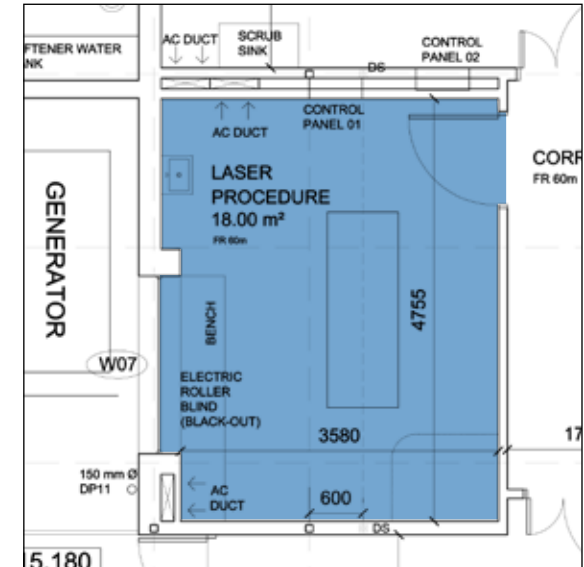 AC DUCT
SCRUB
SINK
CONTROL
PANEL 02
FTENER WATER
NK
DS
CONTROL
PANEL 01
AC DUCT
LASER
PROCEDURE
18.00 m²
FR 60m
CORR
FR 60m
GENERATOR
4755
BENCH
W07
ELECTRIC
ROLLER
BLIND
(BLACK-OUT)
3580
17
150 mm Ø
DP11
AC
DUCT
600
DS
15.180